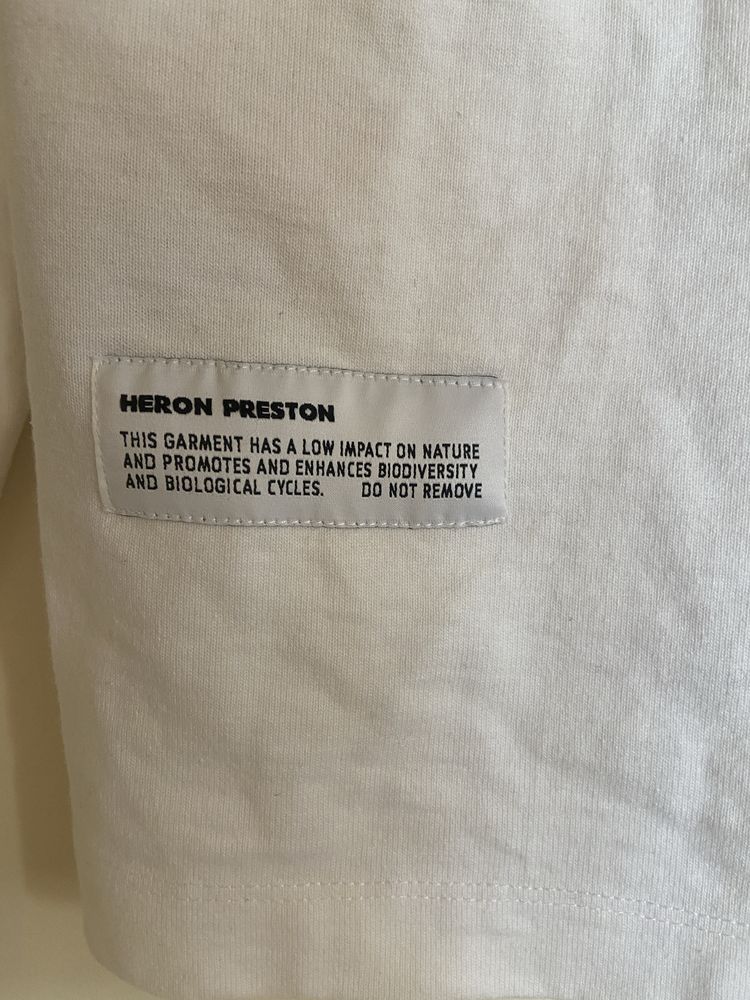 HERON PRESTON
THIS GARMENT HAS A LOW IMPACT ON NATURE
AND PROMOTES AND ENHANCES BIODIVERSITY
AND BIOLOGICAL CYCLES. DO NOT REMOVE